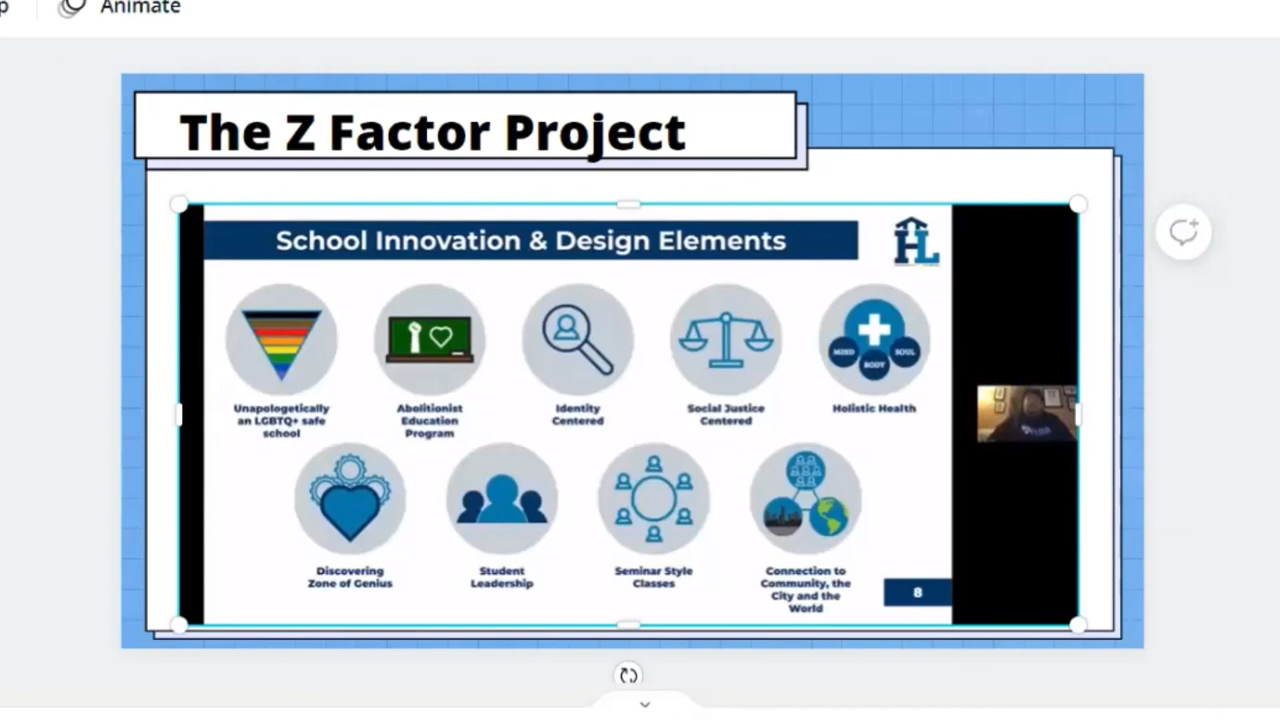 Animate
The Z Factor Project
School Innovation & Design Elements
HL
MIND
BODY
SOUL
Unapologetically
an LGBTQ+ safe
school
Abolitionist
Education
Program
Identity
Centered
Social Justice
Centered
Holistic Health
Discovering
Zone of Genius
Student
Leadership
Seminar Style
Classes
Connection to
Community, the
City and the
World
8